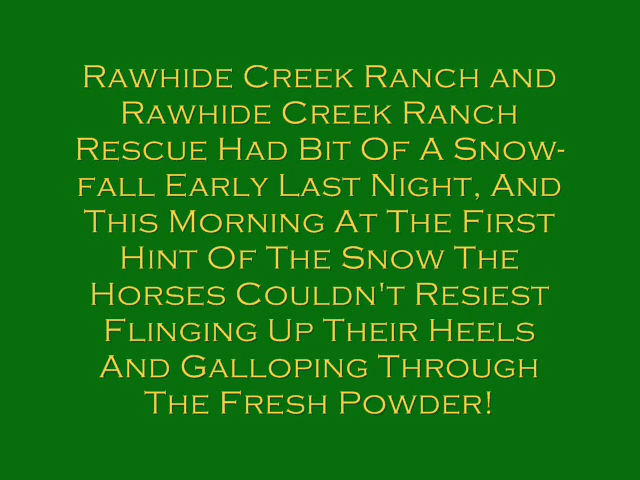 Rawhide Creek Ranch and
Rawhide Creek Ranch
Rescue Had Bit Of A Snow-
fall Early Last Night, And
This Morning At The First
Hint Of The Snow The
Horses Couldn't Resiest
Flinging Up Their Heels
And Galloping Through
The Fresh Powder!